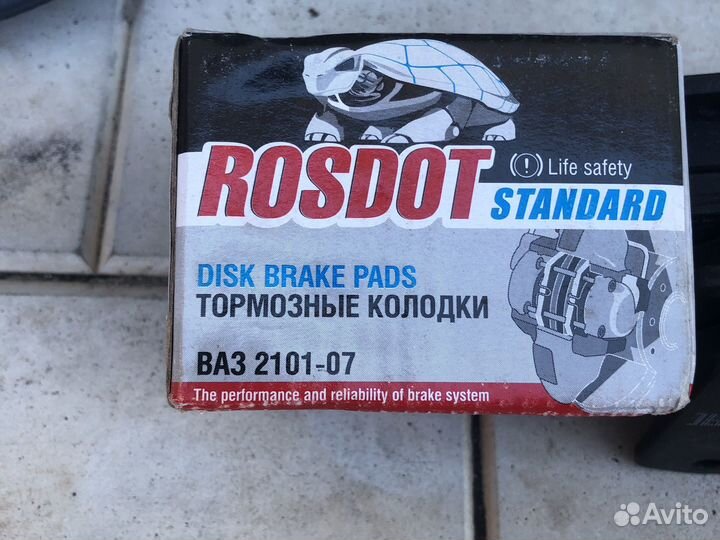 ROSDOT
(!) Life safety
STANDARD
DISK BRAKE PADS
ТОРМОЗНЫЕ КОЛОДКИ
ВАЗ 2101-07
The performance and reliability of brake system
Avito